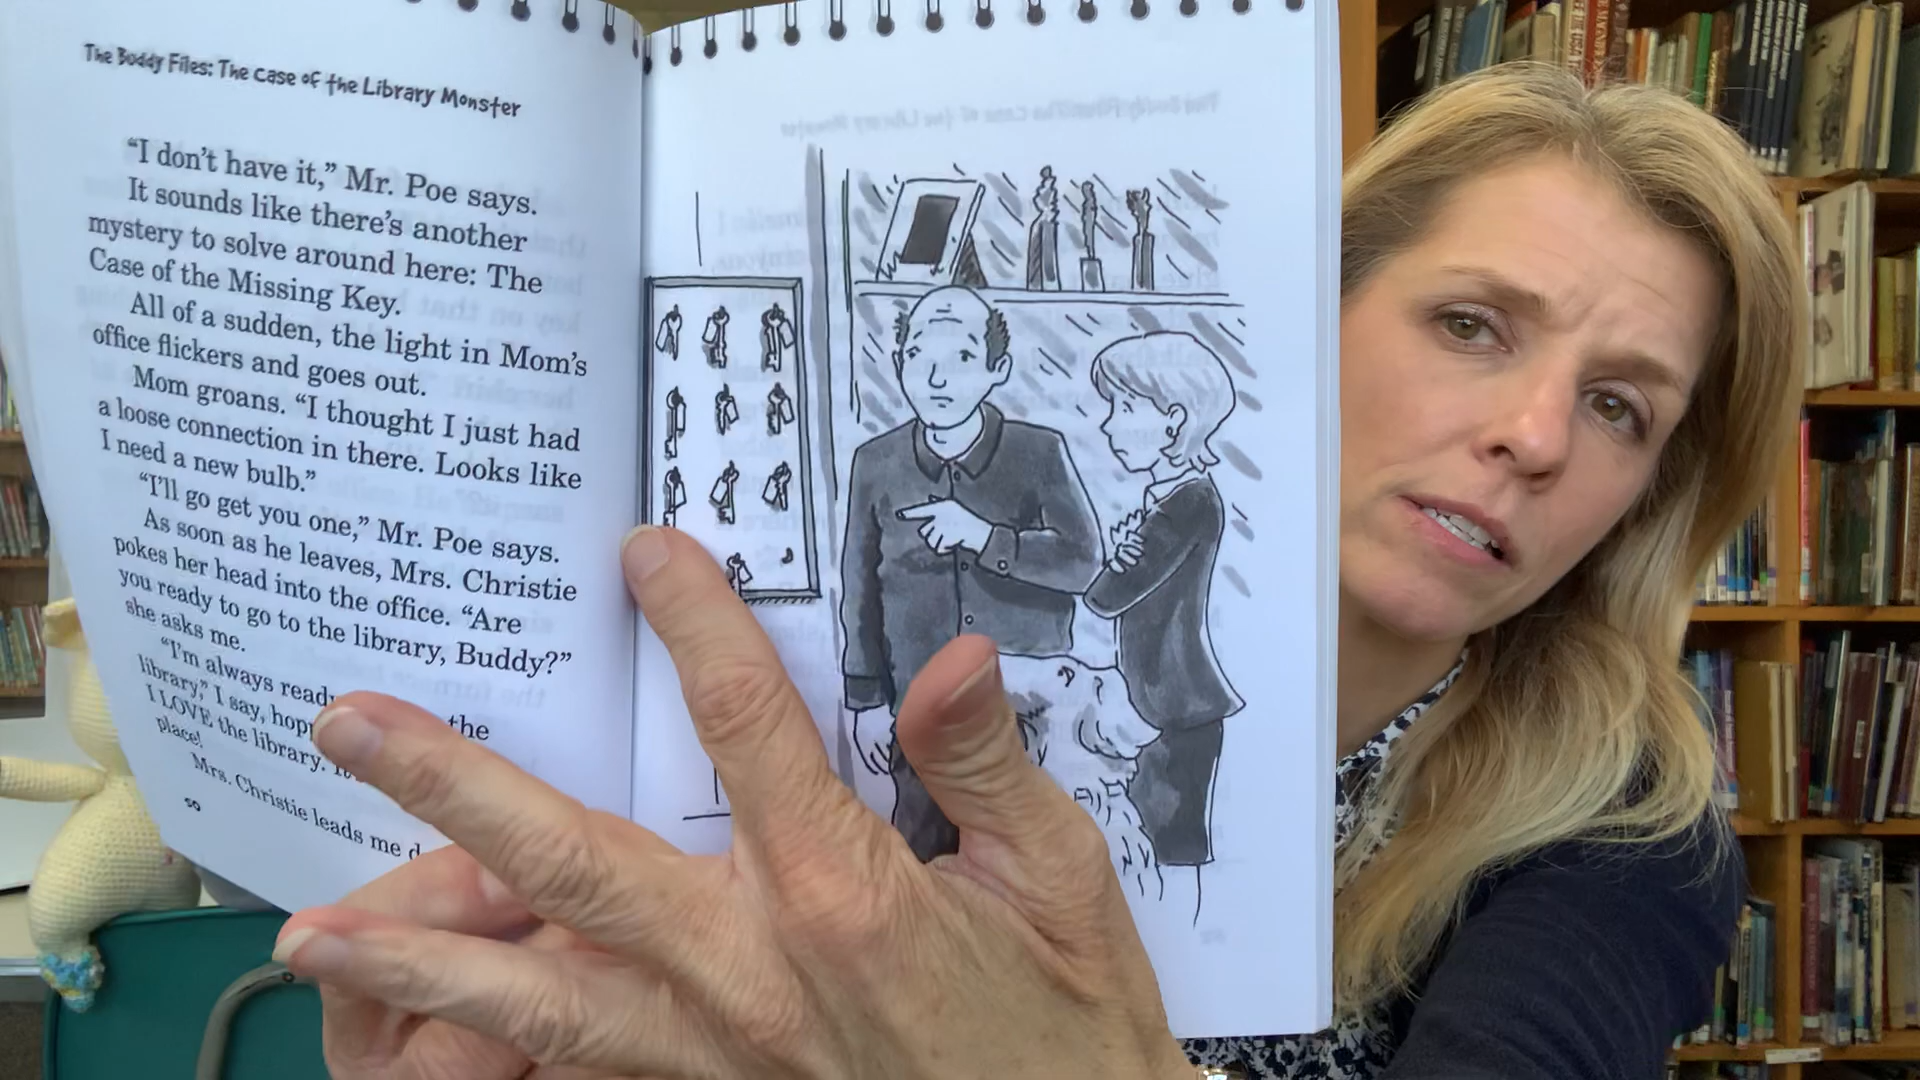 The Buddy Files: The Case of the Library Monster
“I don’t have it,” Mr. Poe says.
It sounds like there’s another
mystery to solve around here: The
Case of the Missing Key.
All of a sudden, the light in Mom’s
office flickers and goes out.
Mom groans. “I thought I just had
a loose connection in there. Looks like
I need a new bulb.”
“I’ll go get you one,” Mr. Poe says.
As soon as he leaves, Mrs. Christie
pokes her head into the office. “Are
you ready to go to the library, Buddy?”
she asks me.
“I’m always ready the
library,” I say,
I LOVE the library.
place!
Mrs. Christie leads me
50